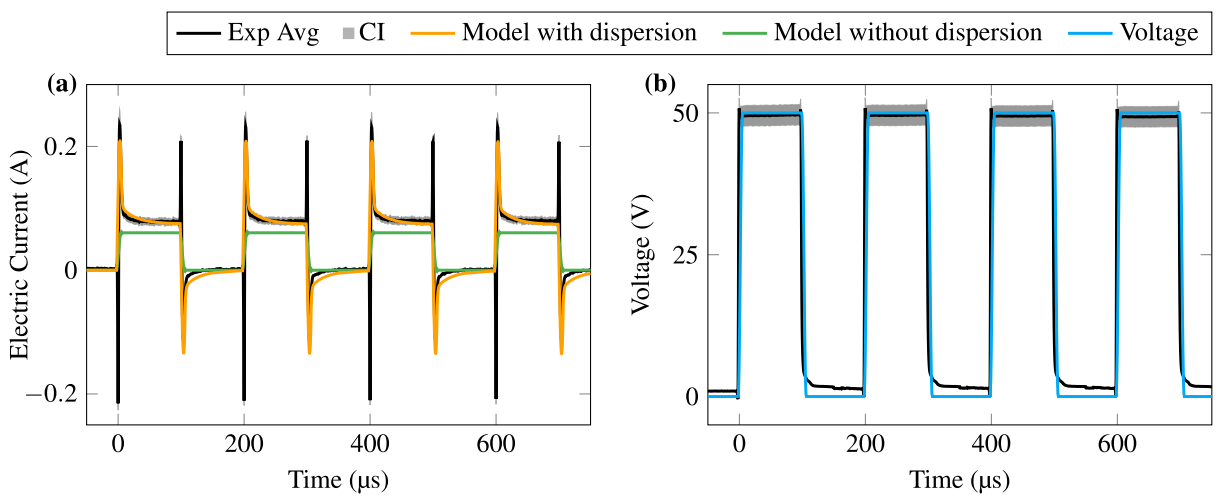 Exp Avg CI Model with dispersion Model without dispersion Voltage
(a)
0.2
0
−0.2
Electric Current (A)
0 200 400 600
Time (µs)
(b)
50
25
0
Voltage (V)
0 200 400 600
Time (µs)